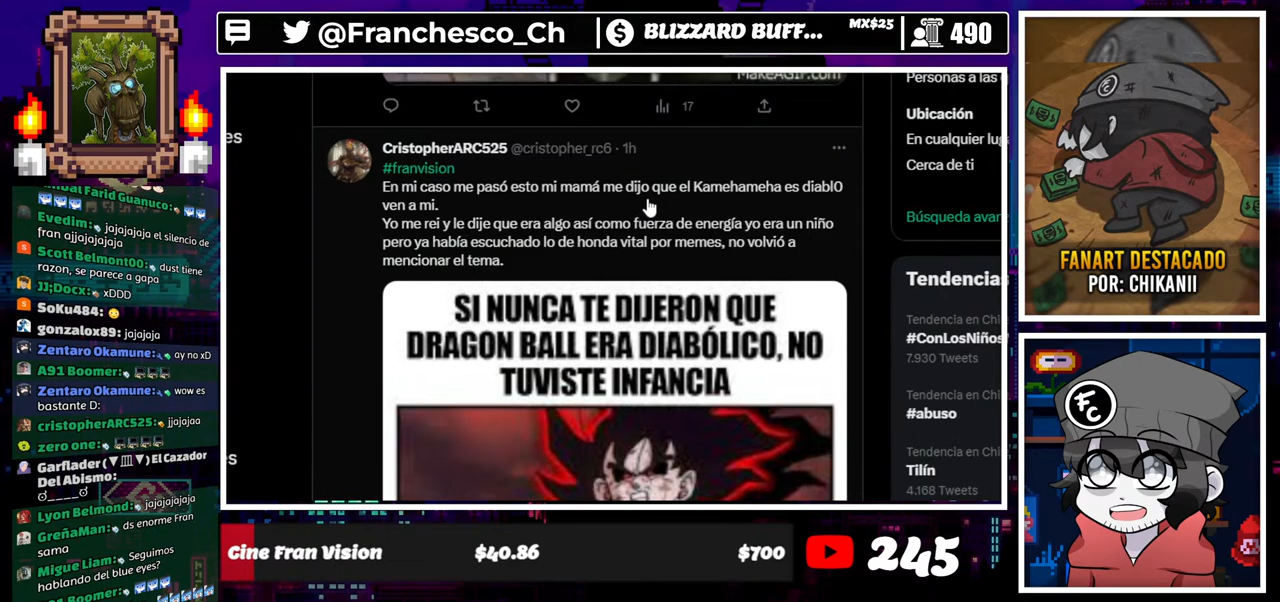 @Franchesco_Ch
BLIZZARD BUFF...
MX$25
490
Farid Guanuco:
Evedim: jajajajaja el silencio de
fran ajjajajajaja
Scott Belmont00: dust tiene
razon, se parece a gapa
JJ;Docx: xDDD
SoKu484:
gonzalox89: jajajaja
Zentaro Okamune: ay no xD
A91 Boomer:
Zentaro Okamune: wow es
bastante D:
cristopherARC525: jjajajaa
zero one:
Garflader (▼皿▼) El Cazador
Del Abismo:
Lyon Belmond: jajajajajaja
GreñaMan: ds enorme Fran
sama
Migue Liam: Seguimos
hablando del blue eyes?
Boomer:
es
s
MakeAGif.com
17
CristopherARC525 @cristopher_rc6 · 1h
#franvision
En mi caso me pasó esto mi mamá me dijo que el Kamehameha es diabl0
ven a mi.
Yo me rei y le dije que era algo así como fuerza de energía yo era un niño
pero ya había escuchado lo de honda vital por memes, no volvió a
mencionar el tema.
SI NUNCA TE DIJERON QUE
DRAGON BALL ERA DIABÓLICO, NO
TUVISTE INFANCIA
Personas a las
Ubicación
En cualquier lug
Cerca de ti
Búsqueda avan
Tendencias
Tendencia en Chi
#ConLosNiños
7.930 Tweets
Tendencia en Chi
#abuso
Tendencia en Chi
Tilín
4.168 Tweets
FANART DESTACADO
POR: CHIKANII
FC
Cine Fran Vision
$40.86
$700
245